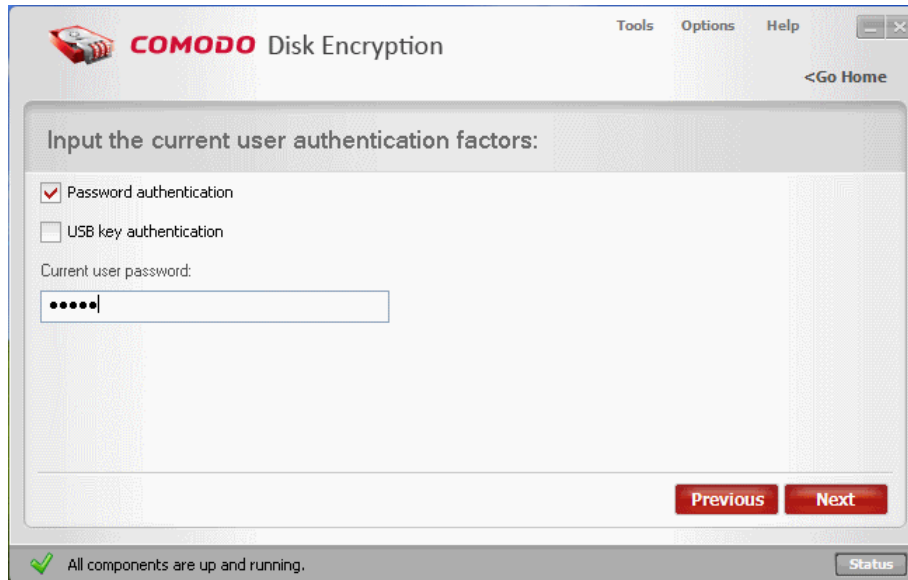 COMODO Disk Encryption
Tools Options Help
<Go Home
Input the current user authentication factors:
Password authentication
USB key authentication
Current user password:
•••••
Previous Next
All components are up and running.
Status